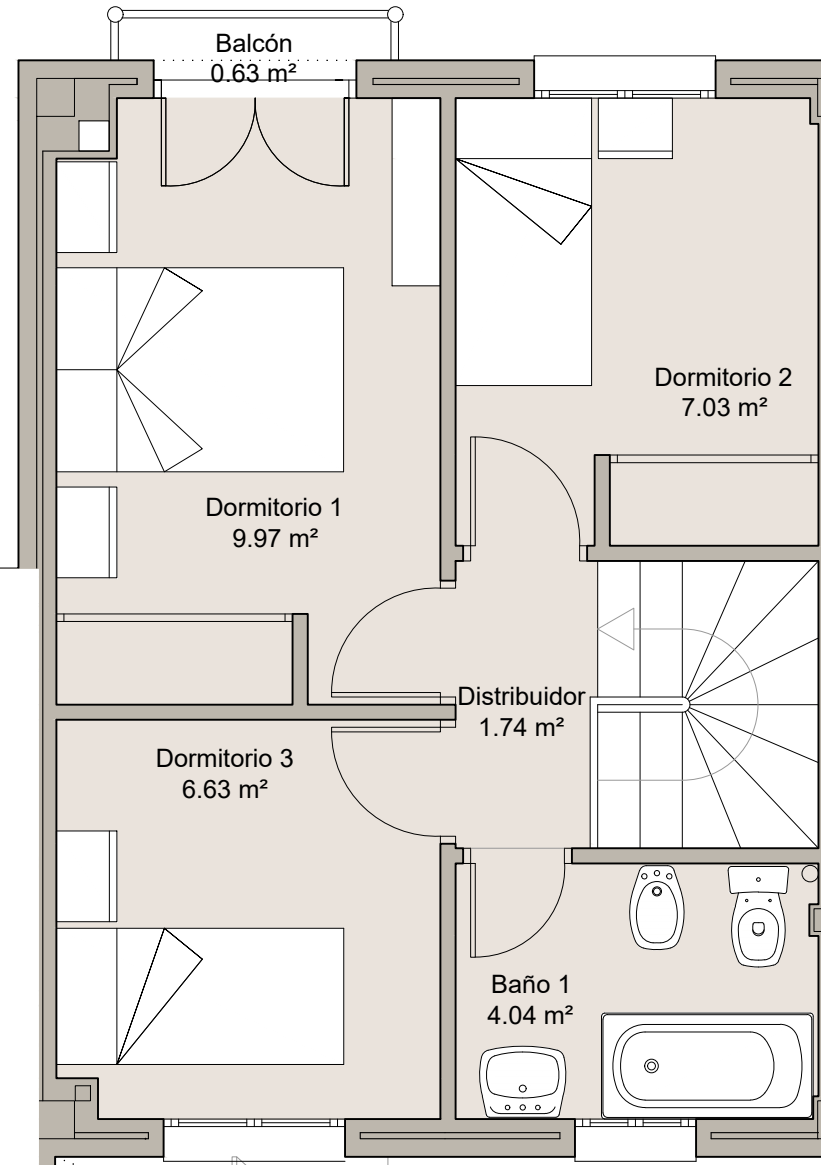 Balcón
0.63 m²
Dormitorio 2
7.03 m²
Dormitorio 1
9.97 m²
Distribuidor
1.74 m²
Dormitorio 3
6.63 m²
Baño 1
4.04 m²